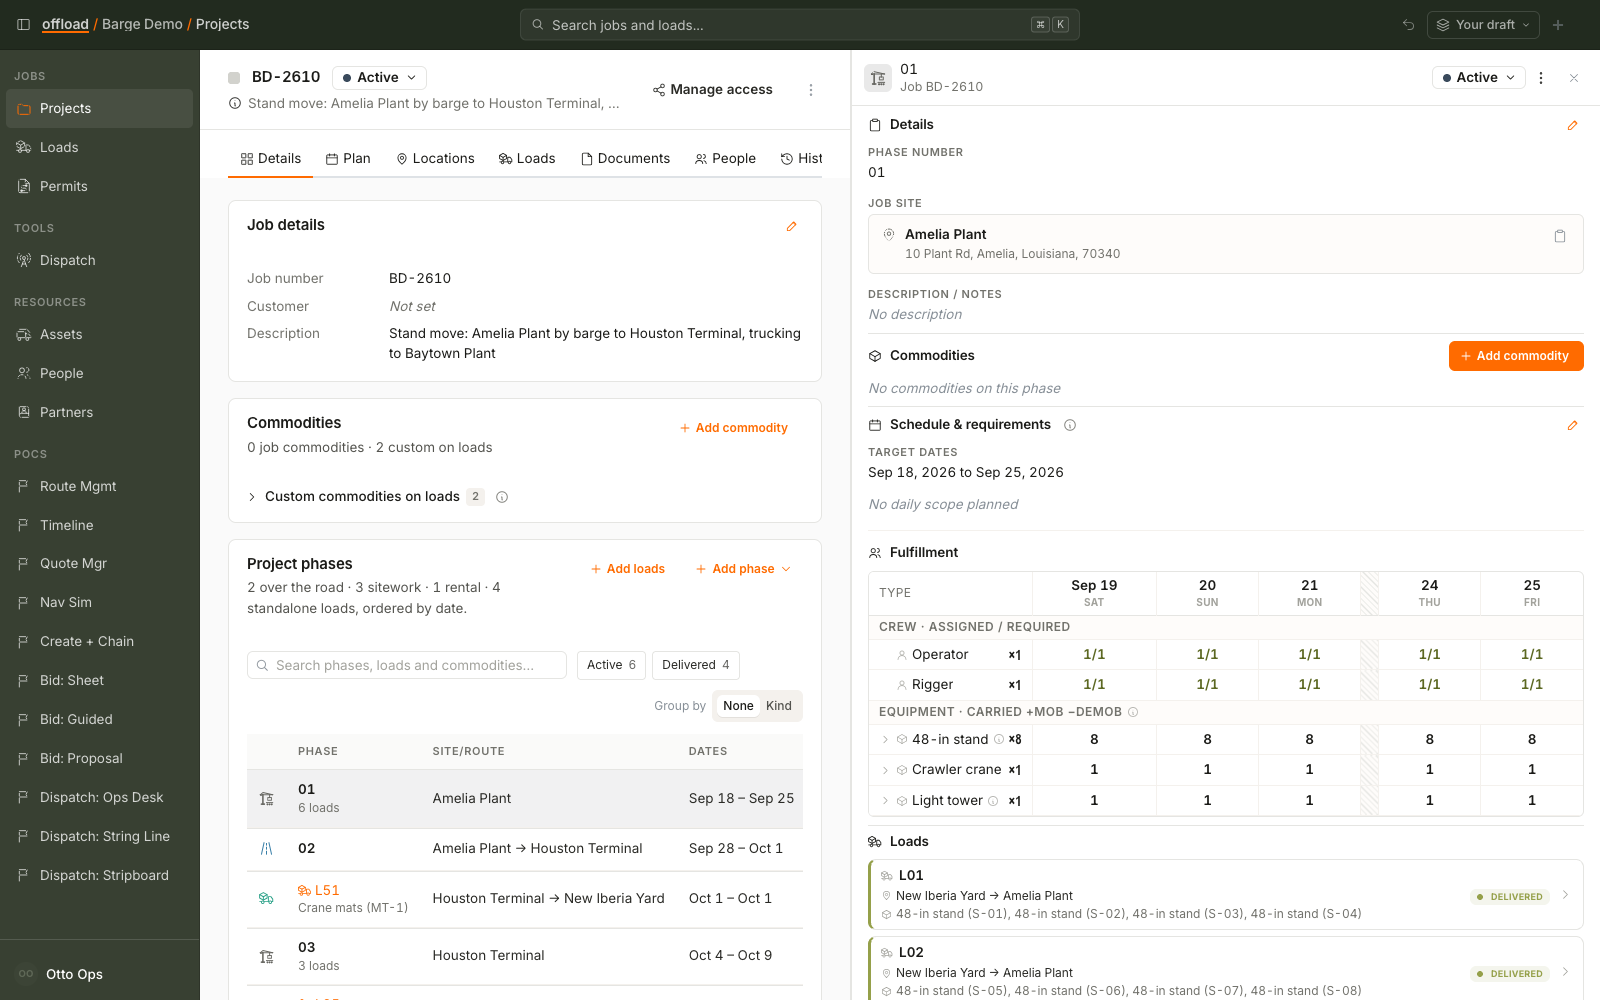 offload / Barge Demo / Projects
Search jobs and loads...
⌘ K
Your draft
JOBS
Projects
Loads
Permits
TOOLS
Dispatch
RESOURCES
Assets
People
Partners
POCS
Route Mgmt
Timeline
Quote Mgr
Nav Sim
Create + Chain
Bid: Sheet
Bid: Guided
Bid: Proposal
Dispatch: Ops Desk
Dispatch: String Line
Dispatch: Stripboard
OO Otto Ops
BD-2610
Active
Stand move: Amelia Plant by barge to Houston Terminal, ...
Manage access
Details
Plan
Locations
Loads
Documents
People
Hist
Job details
Job number BD-2610
Customer Not set
Description Stand move: Amelia Plant by barge to Houston Terminal, trucking
to Baytown Plant
Commodities
0 job commodities · 2 custom on loads
+ Add commodity
Custom commodities on loads 2
Project phases
2 over the road · 3 sitework · 1 rental · 4
standalone loads, ordered by date.
+ Add loads
+ Add phase
Search phases, loads and commodities...
Active 6
Delivered 4
Group by None Kind
PHASE SITE/ROUTE DATES
01
6 loads
Amelia Plant
Sep 18 – Sep 25
02 Amelia Plant → Houston Terminal Sep 28 – Oct 1
L51
Crane mats (MT-1)
Houston Terminal → New Iberia Yard
Oct 1 – Oct 1
03
3 loads
Houston Terminal
Oct 4 – Oct 9
01
Job BD-2610
Active
Details
PHASE NUMBER
01
JOB SITE
Amelia Plant
10 Plant Rd, Amelia, Louisiana, 70340
DESCRIPTION / NOTES
No description
Commodities
+ Add commodity
No commodities on this phase
Schedule & requirements
TARGET DATES
Sep 18, 2026 to Sep 25, 2026
No daily scope planned
Fulfillment
TYPE Sep 19 20 21 24 25
SAT SUN MON THU FRI
CREW · ASSIGNED / REQUIRED
Operator ×1 1/1 1/1 1/1 1/1 1/1
Rigger ×1 1/1 1/1 1/1 1/1 1/1
EQUIPMENT · CARRIED +MOB −DEMOB
48-in stand ×8 8 8 8 8 8
Crawler crane ×1 1 1 1 1 1
Light tower ×1 1 1 1 1 1
Loads
L01
New Iberia Yard → Amelia Plant
48-in stand (S-01), 48-in stand (S-02), 48-in stand (S-03), 48-in stand (S-04)
DELIVERED
L02
New Iberia Yard → Amelia Plant
48-in stand (S-05), 48-in stand (S-06), 48-in stand (S-07), 48-in stand (S-08)
DELIVERED